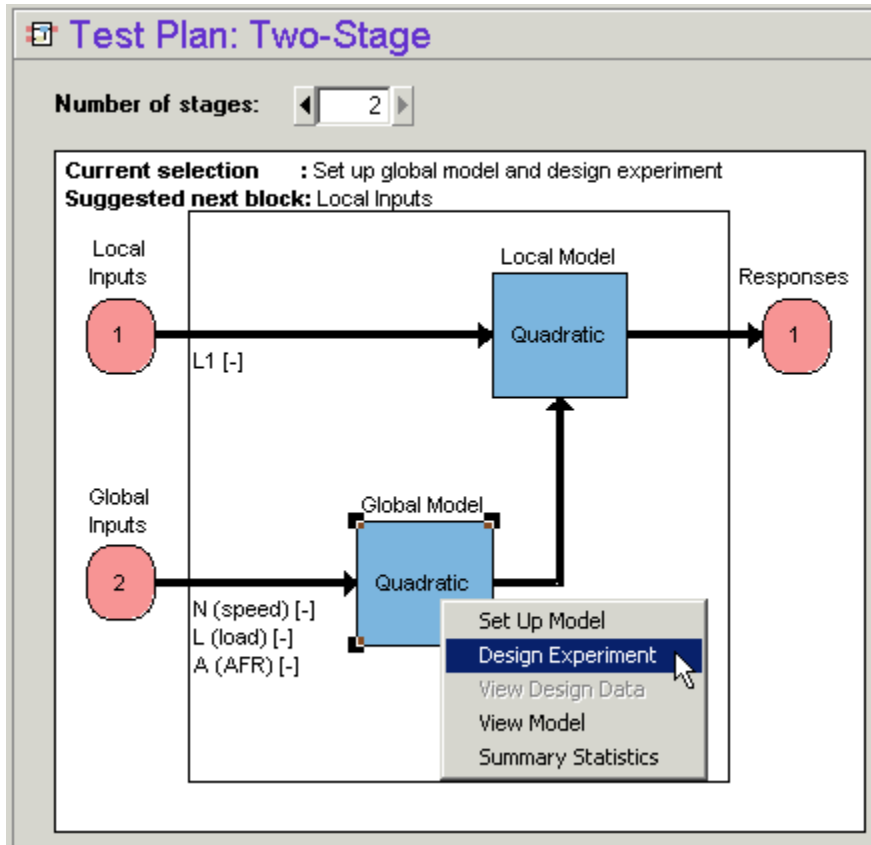 Test Plan: Two-Stage
Number of stages: 2
Current selection : Set up global model and design experiment
Suggested next block: Local Inputs
Local
Inputs
1
L1 [-]
Local Model
Quadratic
Responses
1
Global
Inputs
2
N (speed) [-]
L (load) [-]
A (AFR) [-]
Global Model
Quadratic
Set Up Model
Design Experiment
View Design Data
View Model
Summary Statistics